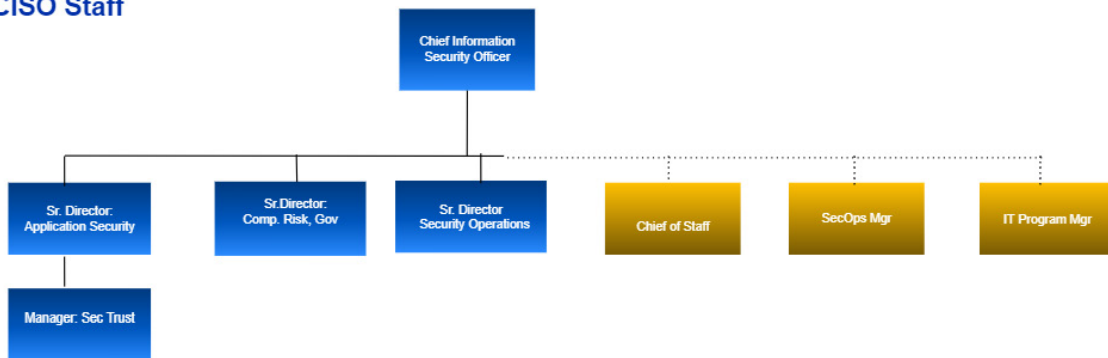 CISO Staff
Chief Information
Security Officer
Sr. Director:
Application Security
Sr.Director:
Comp. Risk, Gov
Sr. Director
Security Operations
Chief of Staff
SecOps Mgr
IT Program Mgr
Manager: Sec Trust